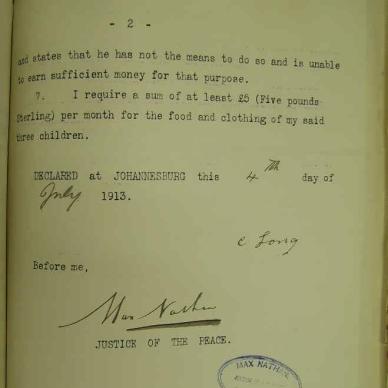 - 2 -
and states that he has not the means to do so and is unable
to earn sufficient money for that purpose.
7. I require a sum of at least £5 (Five pounds
Sterling) per month for the food and clothing of my said
three children.
DECLARED at JOHANNESBURG this 4th day of
July 1913.
C Long
Before me,
Max Nathan
JUSTICE OF THE PEACE.
MAX NATHAN